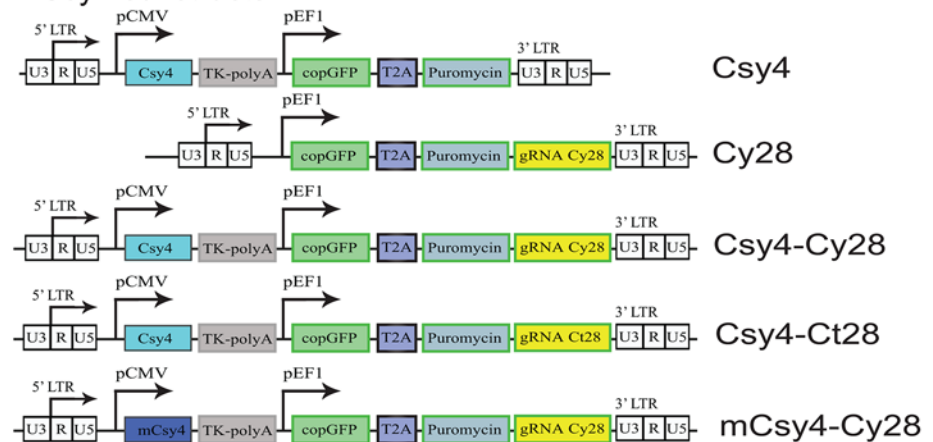 pCMV pEF1
5' LTR 3' LTR
U3 R U5 Csy4 TK-polyA copGFP T2A Puromycin U3 R U5 Csy4
5' LTR pEF1 3' LTR
U3 R U5 copGFP T2A Puromycin gRNA Cy28 U3 R U5 Cy28
pCMV pEF1
5' LTR 3' LTR
U3 R U5 Csy4 TK-polyA copGFP T2A Puromycin gRNA Cy28 U3 R U5 Csy4-Cy28
pCMV pEF1
5' LTR 3' LTR
U3 R U5 Csy4 TK-polyA copGFP T2A Puromycin gRNA Ct28 U3 R U5 Csy4-Ct28
pCMV pEF1
5' LTR 3' LTR
U3 R U5 mCsy4 TK-polyA copGFP T2A Puromycin gRNA Cy28 U3 R U5 mCsy4-Cy28